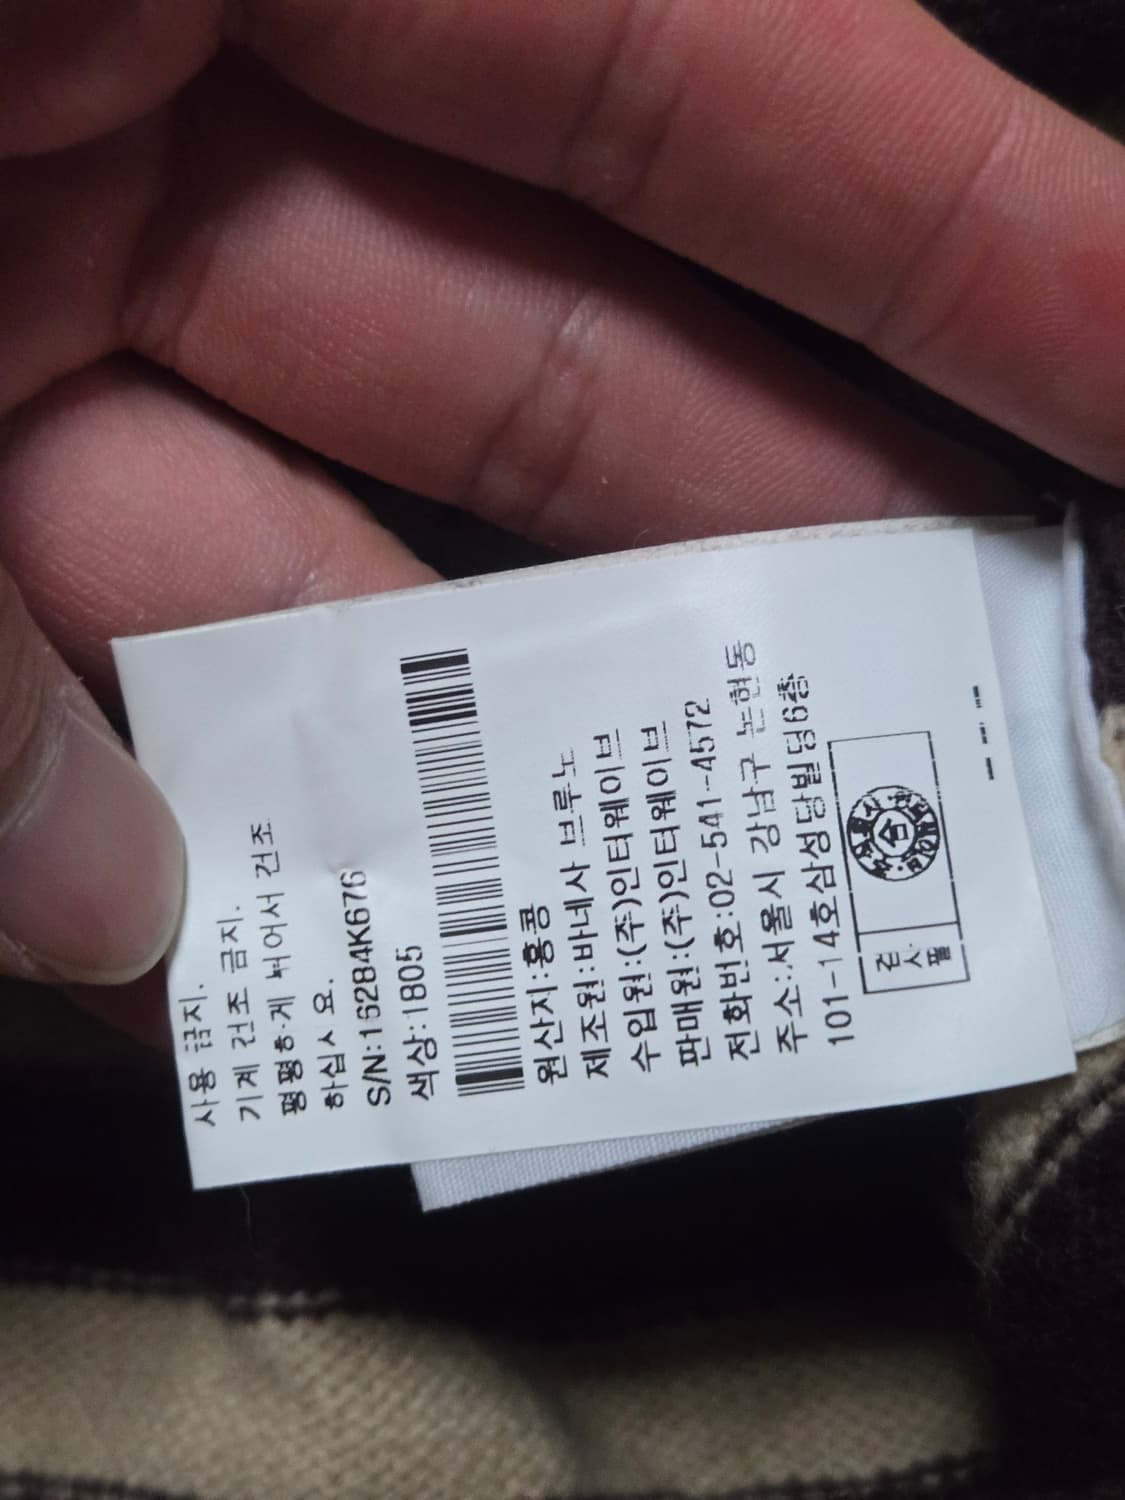 사용 금지.
기계 건조 금지.
평평하게 뉘어서 건조
하십시요.
S/N:16284K676
색상:1805
원산지:홍콩
제조원:바네사 브루노
수입원:(주)인터웨이브
판매원:(주)인터웨이브
전화번호:02-541-4572
주소:서울시 강남구 논현동
101-14호삼성당빌딩6층
검사필
合